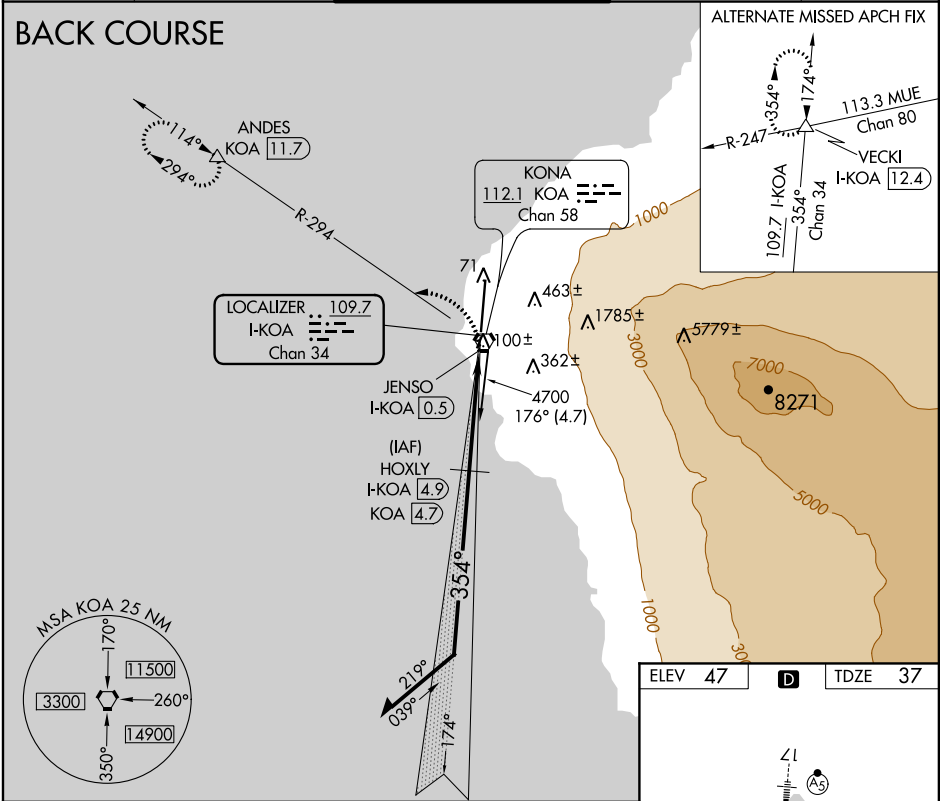 BACK COURSE
ALTERNATE MISSED APCH FIX
354°
174°
113.3 MUE
Chan 80
R-247
VECKI
I-KOA 12.4
109.7 I-KOA
354°
Chan 34
114°
294°
ANDES
KOA 11.7
R-294
KONA
112.1 KOA
Chan 58
1000
71
463±
1785±
5779±
3000
7000
8271
LOCALIZER 109.7
I-KOA
Chan 34
100±
362±
JENSO
I-KOA 0.5
4700
176° (4.7)
(IAF)
HOXLY
I-KOA 4.9
KOA 4.7
5000
354°
1000
300
219°
039°
174°
MSA KOA 25 NM
170°
11500
3300
260°
14900
350°
ELEV 47
D
TDZE 37
17
A5